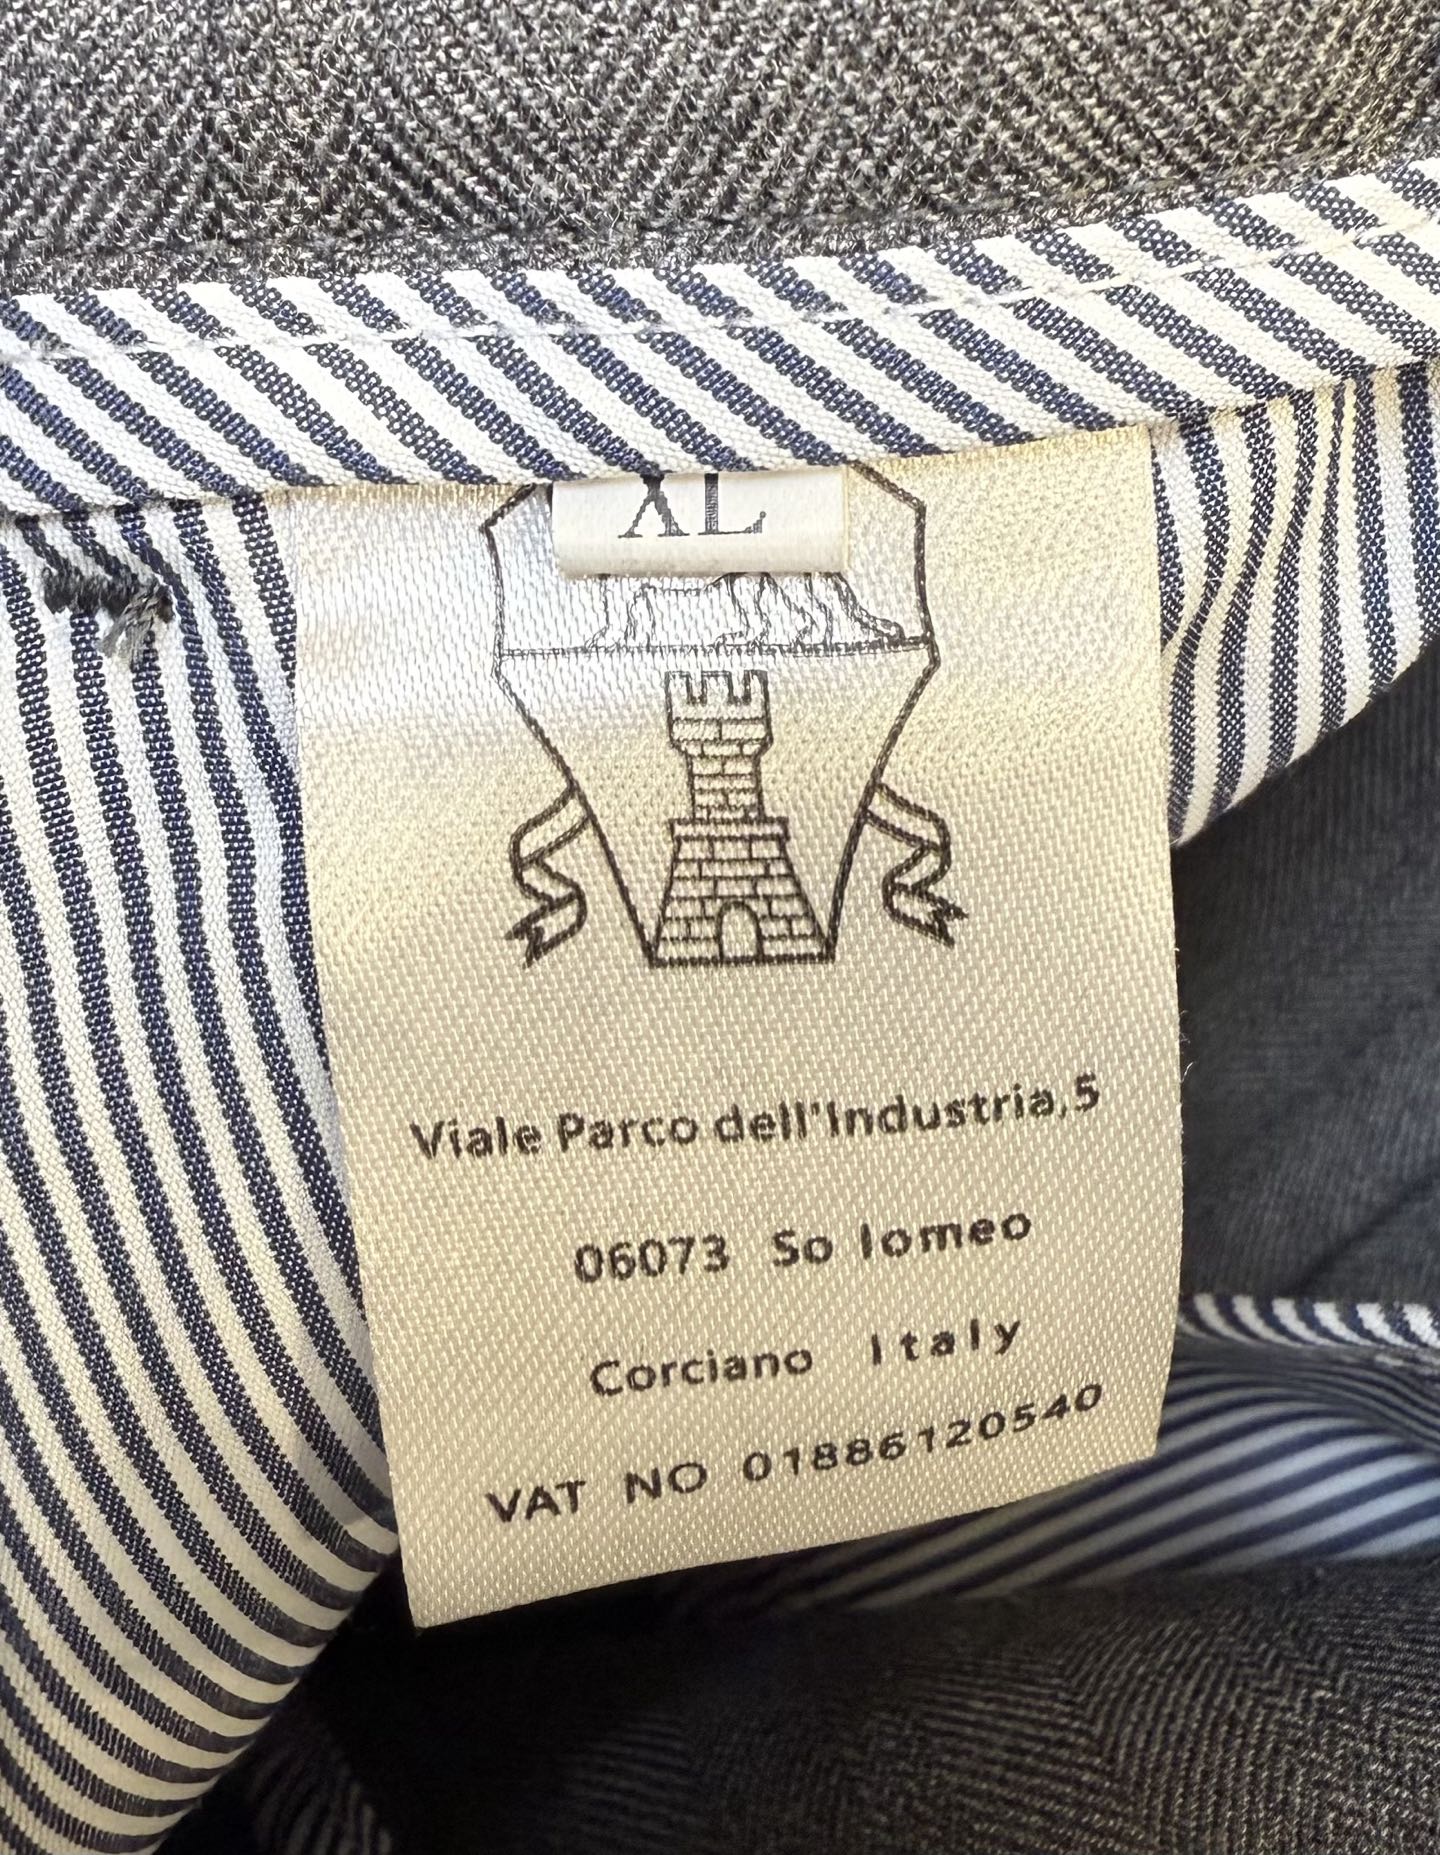 XL
Viale Parco dell'Industria,5
06073 So lomeo
Corciano Italy
VAT NO 01886120540